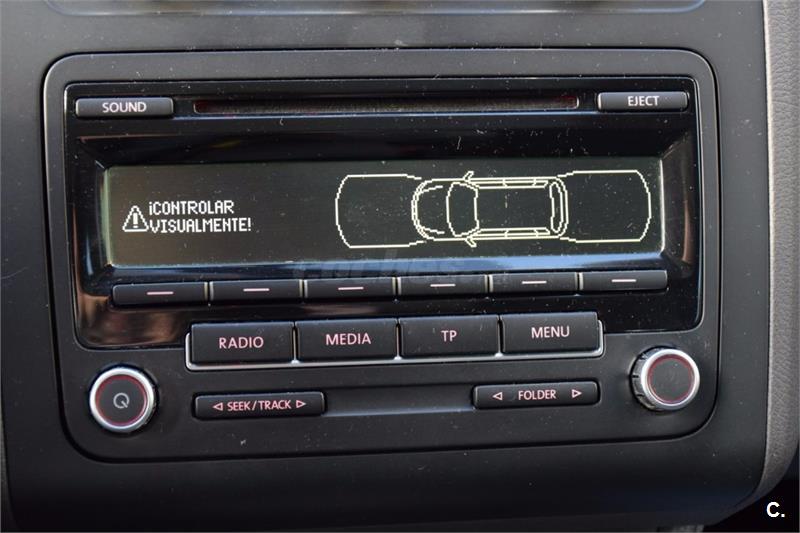 SOUND
EJECT
¡CONTROLAR
VISUALMENTE!
RADIO
MEDIA
TP
MENU
SEEK/TRACK
FOLDER
C.